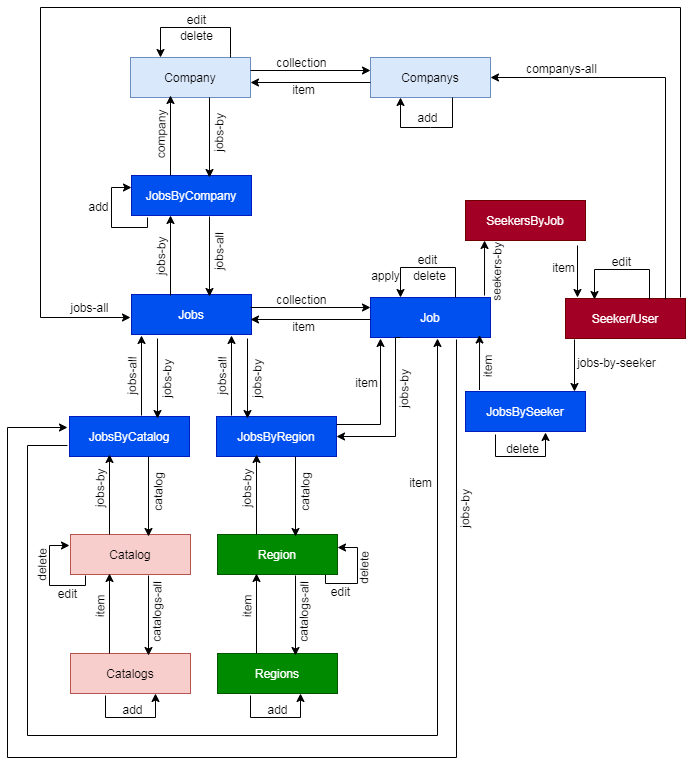 edit
delete
Company
collection
item
Companys
companys-all
add
company
jobs-by
JobsByCompany
add
SeekersByJob
jobs-by
jobs-all
seekers-by
item
edit
apply
delete
edit
jobs-all
Jobs
collection
item
Job
Seeker/User
jobs-all
jobs-by
jobs-all
jobs-by
item
jobs-by
item
jobs-by-seeker
JobsByCatalog
JobsByRegion
JobsBySeeker
delete
jobs-by
catalog
jobs-by
catalog
item
jobs-by
delete
Catalog
edit
Region
delete
edit
item
catalogs-all
item
catalogs-all
Catalogs
Regions
add
add